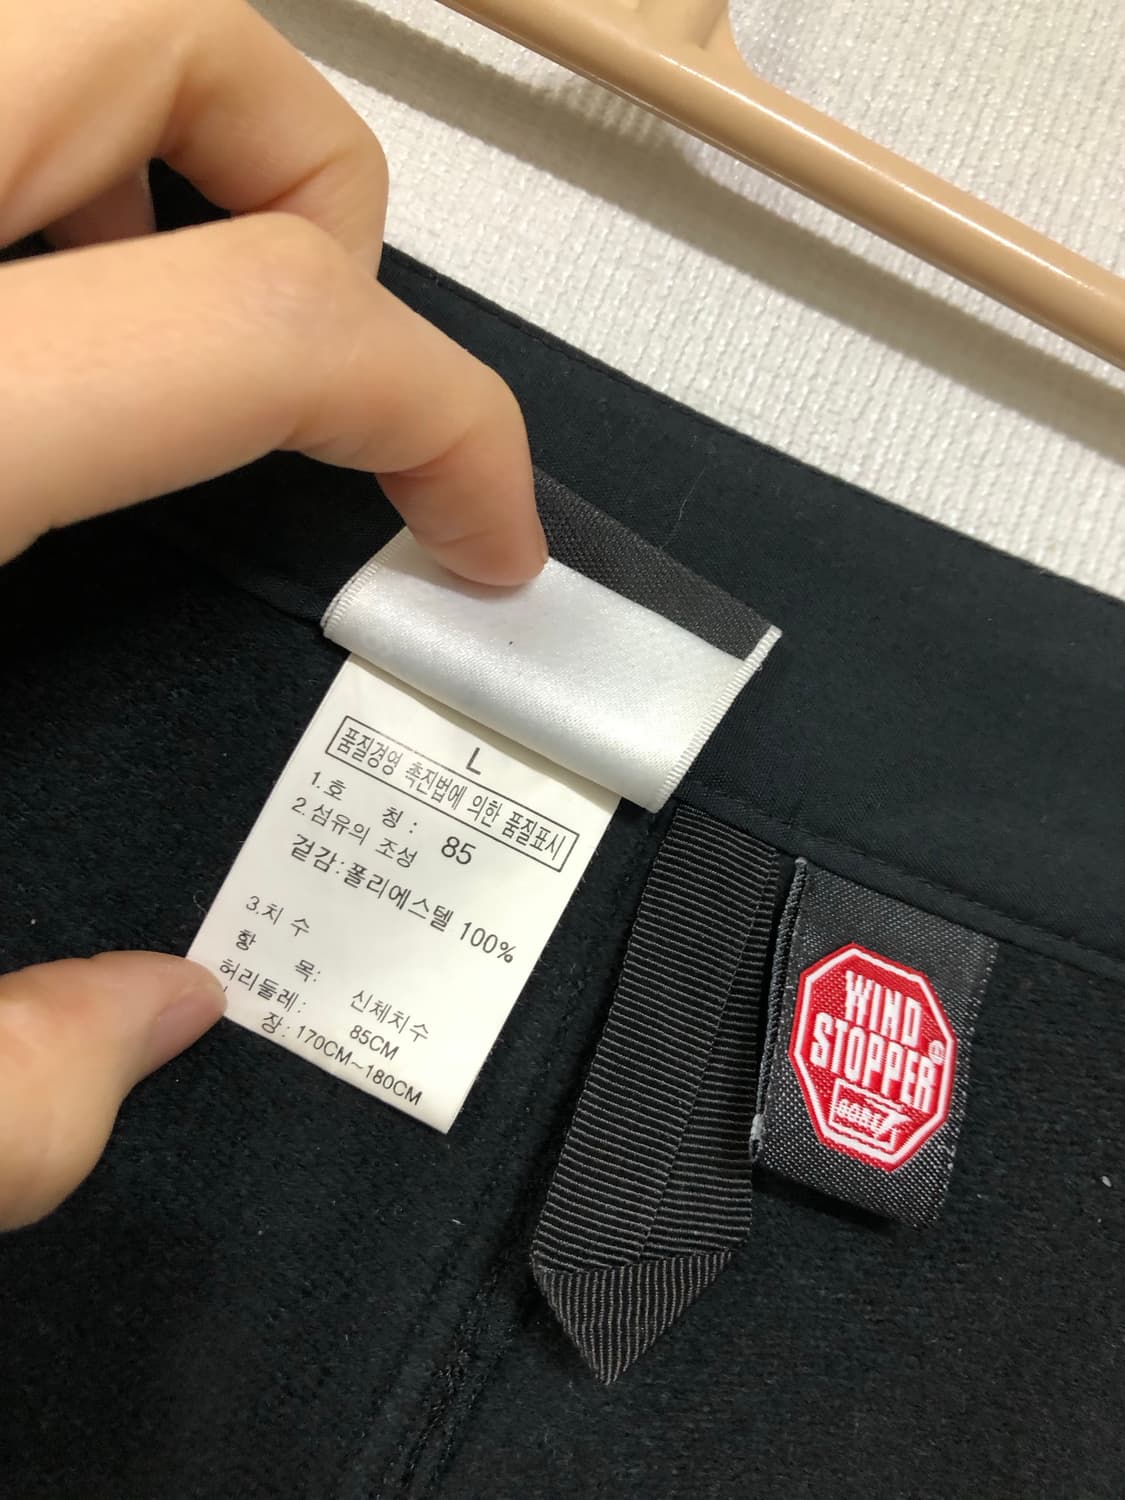 L
품질경영 촉진법에 의한 품질표시
1.호 칭 : 85
2.섬유의 조성
겉감:폴리에스텔 100%
3.치 수
항 목: 신체치수
허리둘레: 85CM
장: 170CM~180CM
WIND
STOPPER®
GORE